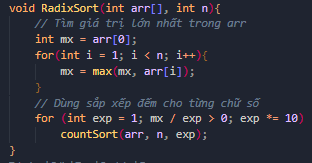 void RadixSort(int arr[], int n){
// Tìm giá trị lớn nhất trong arr
int mx = arr[0];
for(int i = 1; i < n; i++){
mx = max(mx, arr[i]);
}
// Dùng sắp xếp đếm cho từng chữ số
for (int exp = 1; mx / exp > 0; exp *= 10)
countSort(arr, n, exp);
}